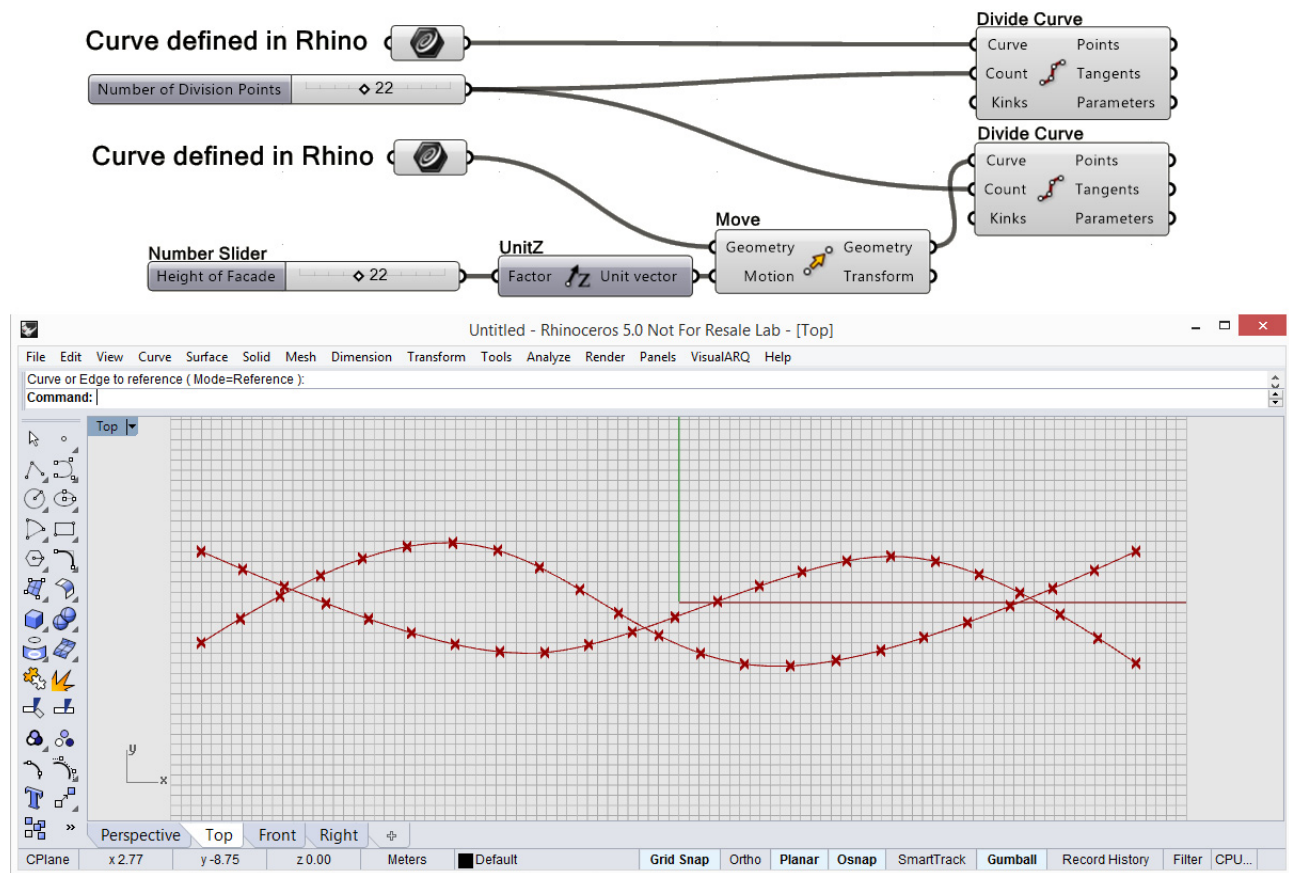 Divide Curve
Curve defined in Rhino
Curve Points
Count Tangents
Number of Division Points 22
Kinks Parameters
Divide Curve
Curve defined in Rhino
Curve Points
Count Tangents
Kinks Parameters
Move
Number Slider
UnitZ
Geometry Geometry
Height of Facade 22
Factor Z Unit vector
Motion Transform
Untitled - Rhinoceros 5.0 Not For Resale Lab - [Top]
File Edit View Curve Surface Solid Mesh Dimension Transform Tools Analyze Render Panels VisualARQ Help
Curve or Edge to reference ( Mode=Reference ):
Command:
Top
y
x
T
»
Perspective Top Front Right
CPlane x 2.77 y -8.75 z 0.00 Meters Default Grid Snap Ortho Planar Osnap SmartTrack Gumball Record History Filter CPU...